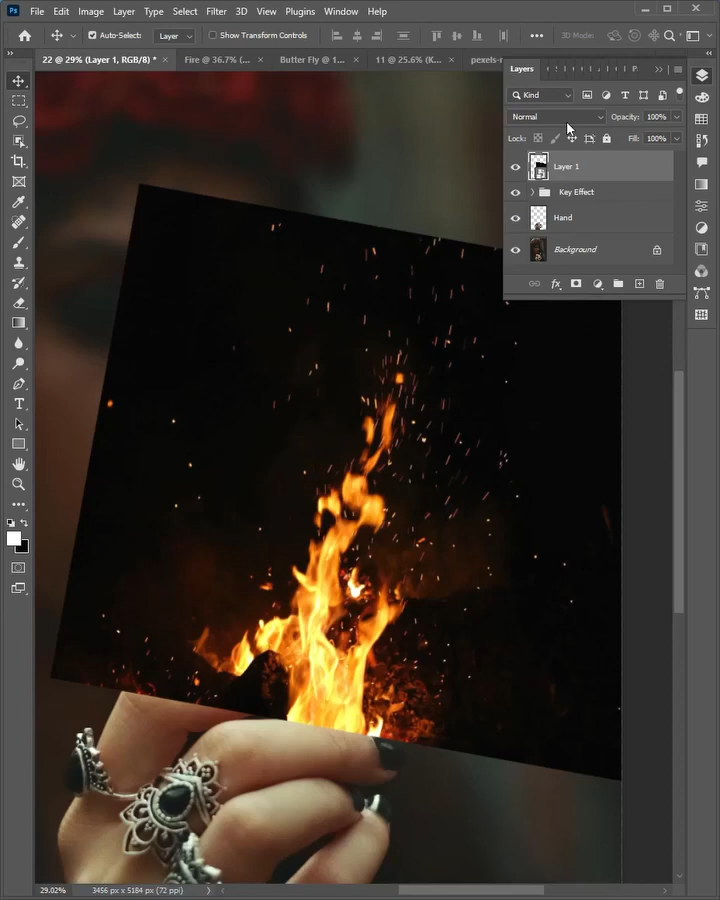 Ps File Edit Image Layer Type Select Filter 3D View Plugins Window Help
Auto-Select: Layer Show Transform Controls 3D Mode:
22 @ 29% (Layer 1, RGB/8) * Fire @ 36.7% (... Butter Fly @ 1... 11 @ 25.6% (K... pexels-
Layers
Kind
Normal Opacity: 100%
Lock: Fill: 100%
Layer 1
Key Effect
fx
Hand
Background
29.02% 3456 px x 5184 px (72 ppi)